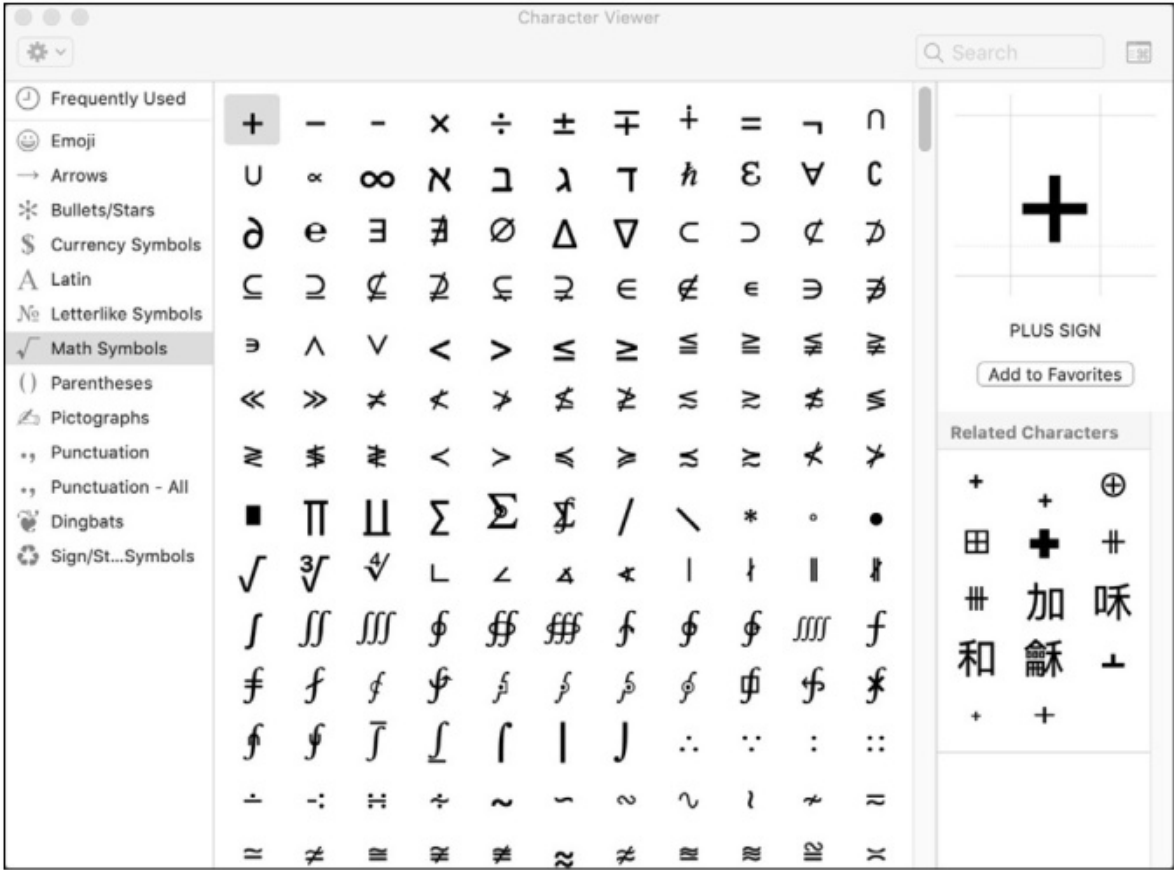 Character Viewer
Search
Frequently Used
Emoji
Arrows
Bullets/Stars
$ Currency Symbols
A Latin
№ Letterlike Symbols
√ Math Symbols
() Parentheses
Pictographs
Punctuation
Punctuation - All
Dingbats
Sign/St...Symbols
+ − - × ÷ ± ∓ ∔ = ¬ ∩
∪ ∝ ∞ ℵ ℶ ℷ ℸ ℏ ℇ ∀ ∁
∂ ℮ ∃ ∄ ∅ ∆ ∇ ⊂ ⊃ ⊄ ⊅
⊆ ⊇ ⊈ ⊉ ⊊ ⊋ ∈ ∉ ∊ ∋ ∌
∍ ∧ ∨ < > ≤ ≥ ≦ ≧ ≨ ≩
≪ ≫ ≭ ≮ ≯ ≰ ≱ ≲ ≳ ≴ ≶
≷ ≸ ≹ ≺ ≻ ≼ ≽ ≾ ≿ ⊀ ⊁
∎ ∏ ∐ ∑ / ∖ ∗ ∘ ∙
√ ∛ ∜ ∟ ∠ ∡ ∢ ∣ ∤ ∥ ∦
∫ ∬ ∭ ∮ ∯ ∰ ∱ ∲ ∳ ⨌ ⨍
⨎ ⨏ ⨐ ⨑ ⨒ ⨓ ⨔ ⨕ ⨖ ⨗ ⨘
⨙ ⨚ ⨛ ⨜ ⌠ ⌡ ∴ ∵ ∶ ∷
∸ ∹ ∺ ∻ ∼ ∽ ∾ ∿ ≀ ≁ ≂
≃ ≄ ≅ ≆ ≇ ≈ ≉ ≊ ≋ ≌ ≍
+
PLUS SIGN
Add to Favorites
Related Characters
加 咊
和 龢